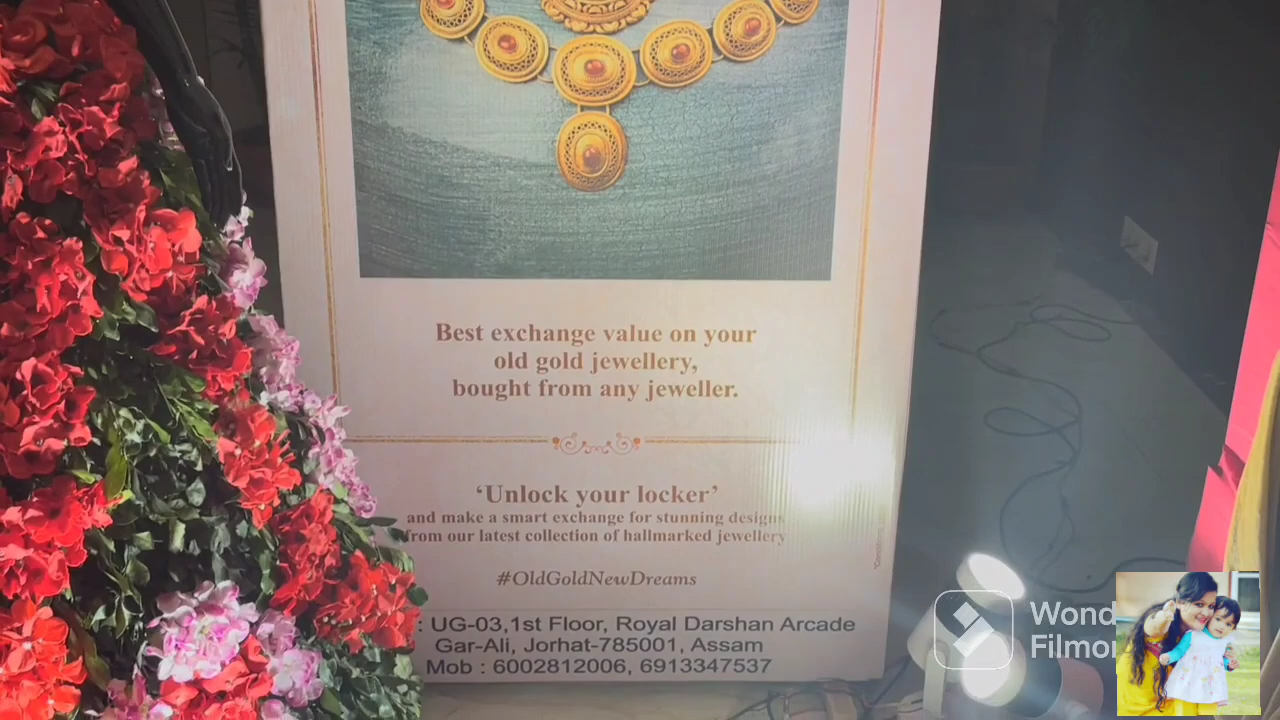 Best exchange value on your
old gold jewellery,
bought from any jeweller.
‘Unlock your locker’
and make a smart exchange for stunning designs
from our latest collection of hallmarked jewellery
#OldGoldNewDreams
: UG-03,1st Floor, Royal Darshan Arcade
Gar-Ali, Jorhat-785001, Assam
Mob : 6002812006, 6913347537
Wond
Filmor